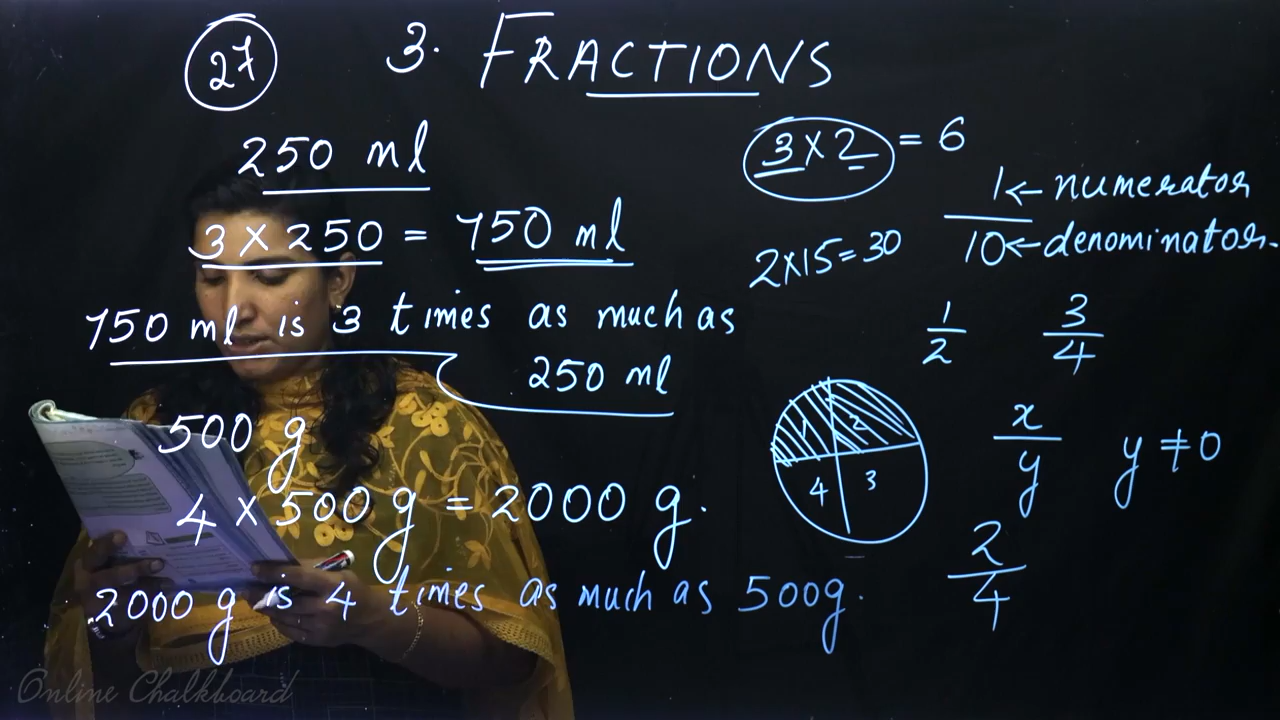 27
3. FRACTIONS
250 ml
3 × 250 = 750 ml
750 ml is 3 times as much as
250 ml
500 g
4 × 500 g = 2000 g.
2000 g is 4 times as much as 500g.
3 × 2 = 6
1 ← numerator
10 ← denominator.
2×15=30
1/2 3/4
1 2
4 3
x/y y ≠ 0
2/4
Online Chalkboard